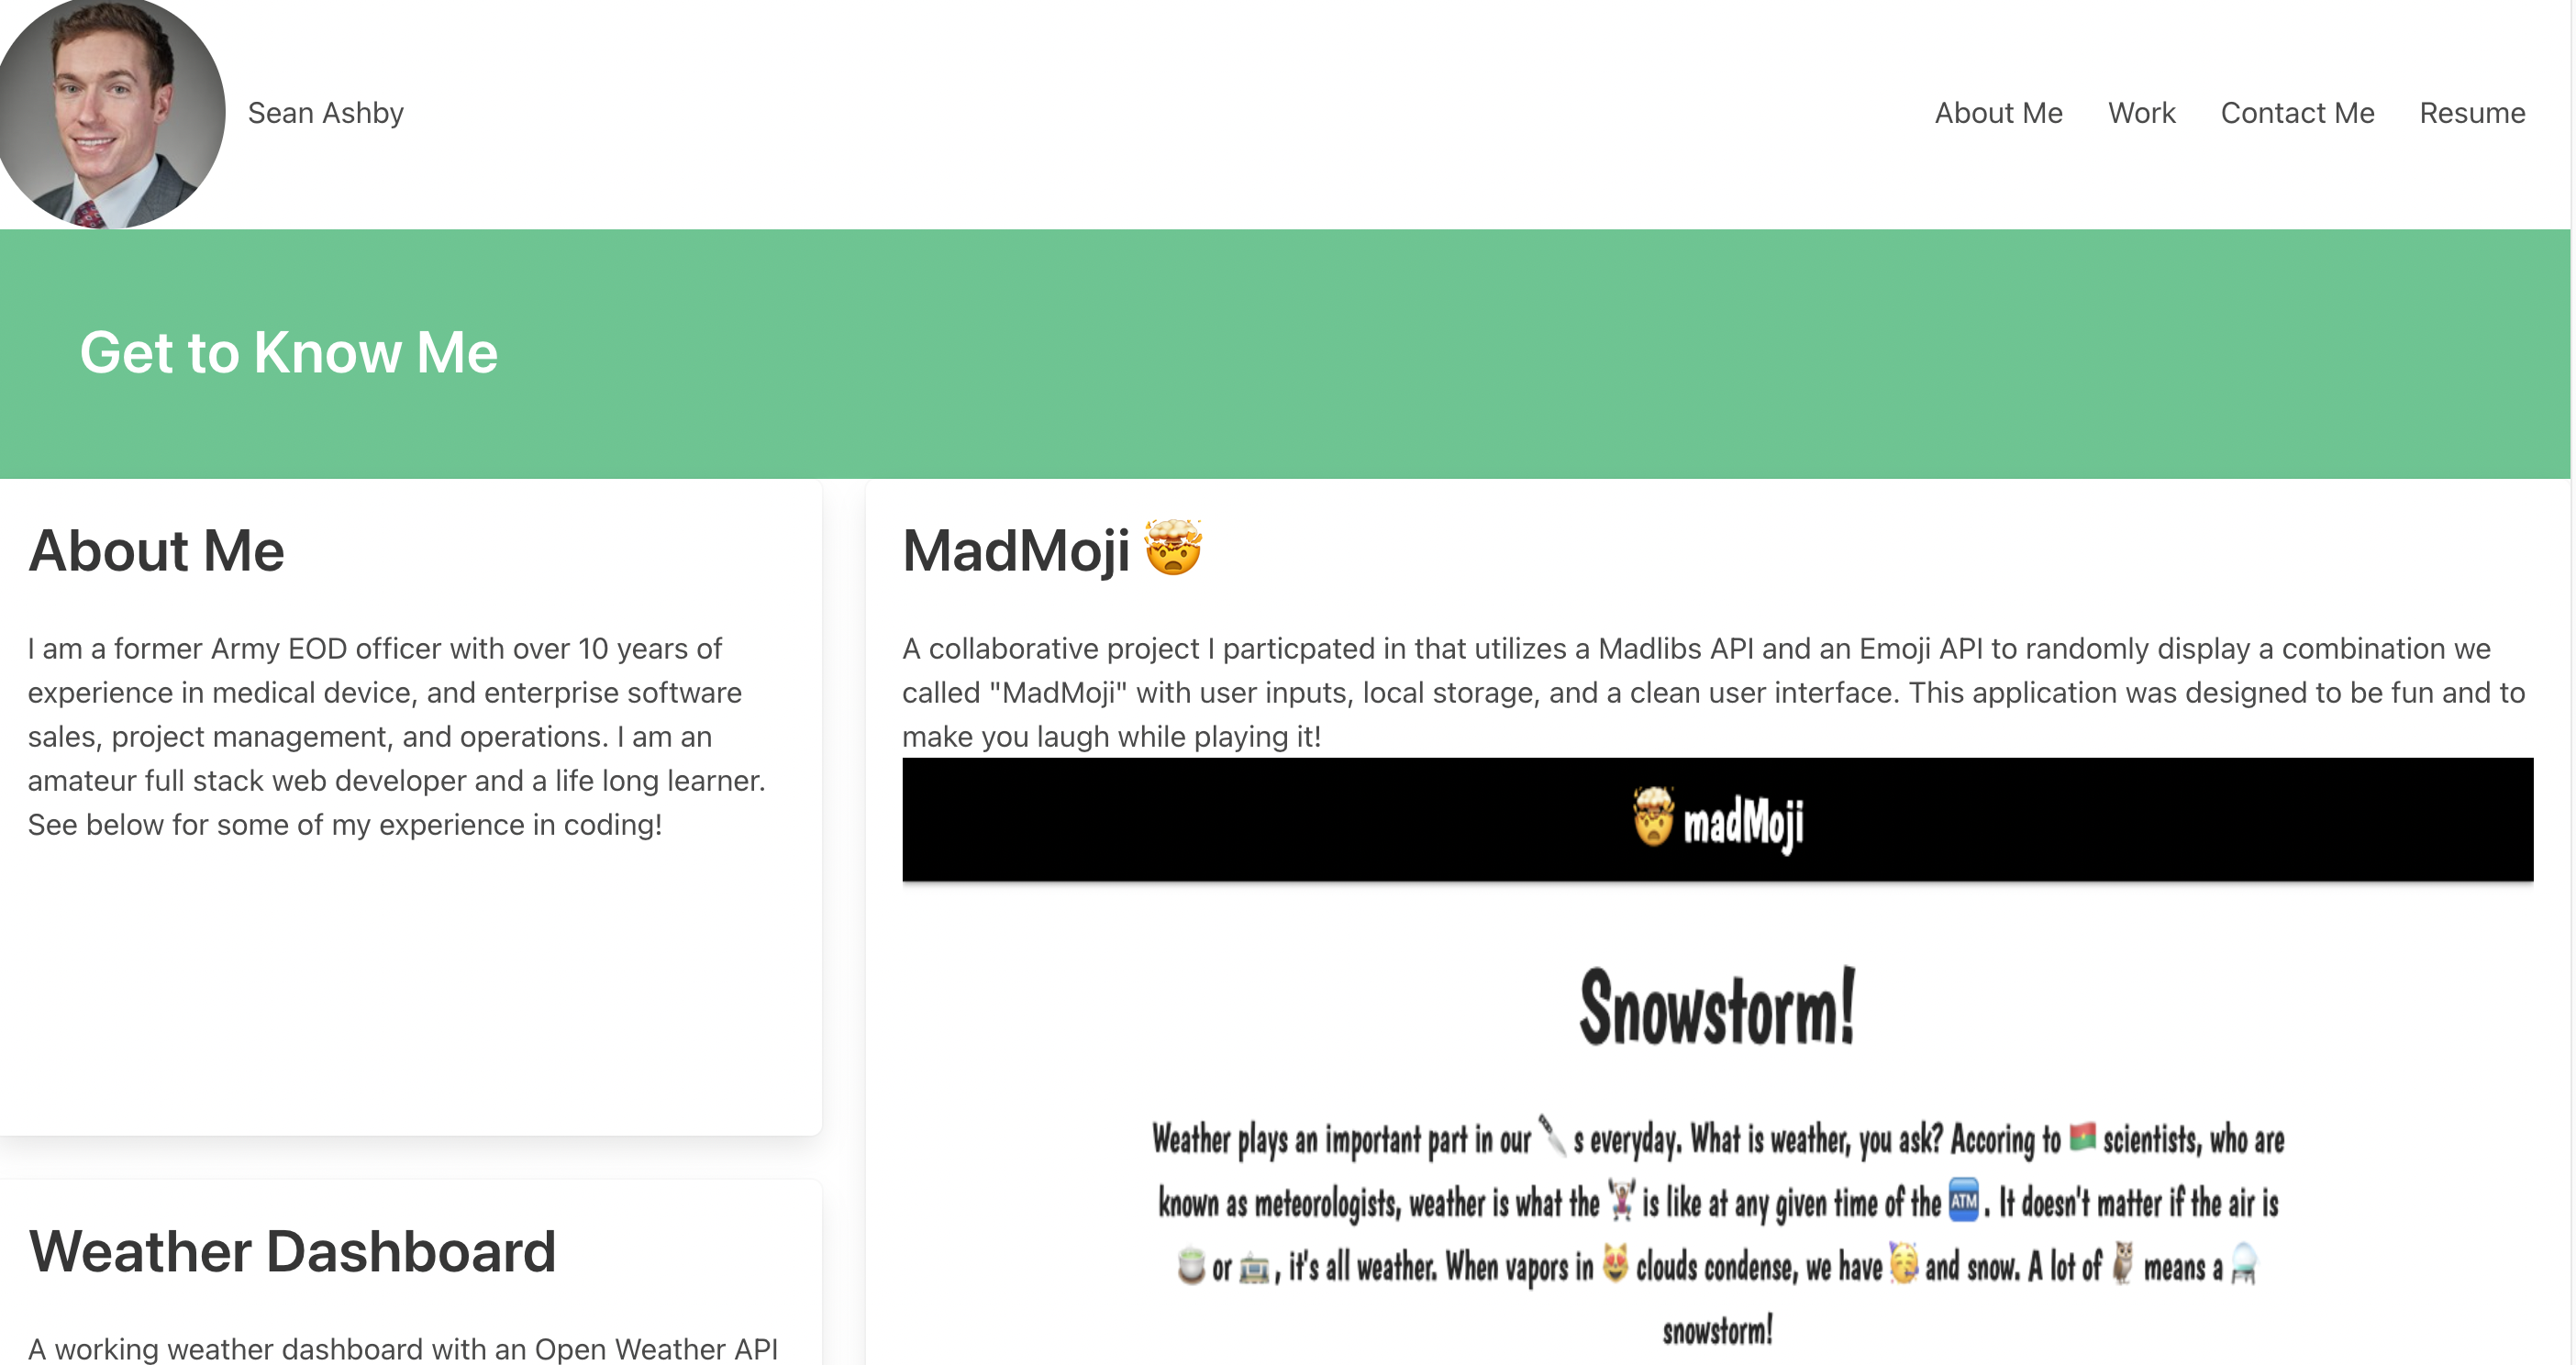 Sean Ashby
About Me
Work
Contact Me
Resume
Get to Know Me
About Me
I am a former Army EOD officer with over 10 years of
experience in medical device, and enterprise software
sales, project management, and operations. I am an
amateur full stack web developer and a life long learner.
See below for some of my experience in coding!
Weather Dashboard
A working weather dashboard with an Open Weather API
MadMoji 🤯
A collaborative project I particpated in that utilizes a Madlibs API and an Emoji API to randomly display a combination we
called "MadMoji" with user inputs, local storage, and a clean user interface. This application was designed to be fun and to
make you laugh while playing it!
🤯 madMoji
Snowstorm!
Weather plays an important part in our 🔪 s everyday. What is weather, you ask? Accoring to 🇧🇫 scientists, who are
known as meteorologists, weather is what the 🏋️‍♀️ is like at any given time of the 🏧 . It doesn't matter if the air is
🍵 or 🚈 , it's all weather. When vapors in 😻 clouds condense, we have 🥳 and snow. A lot of 🦉 means a 🔮
snowstorm!